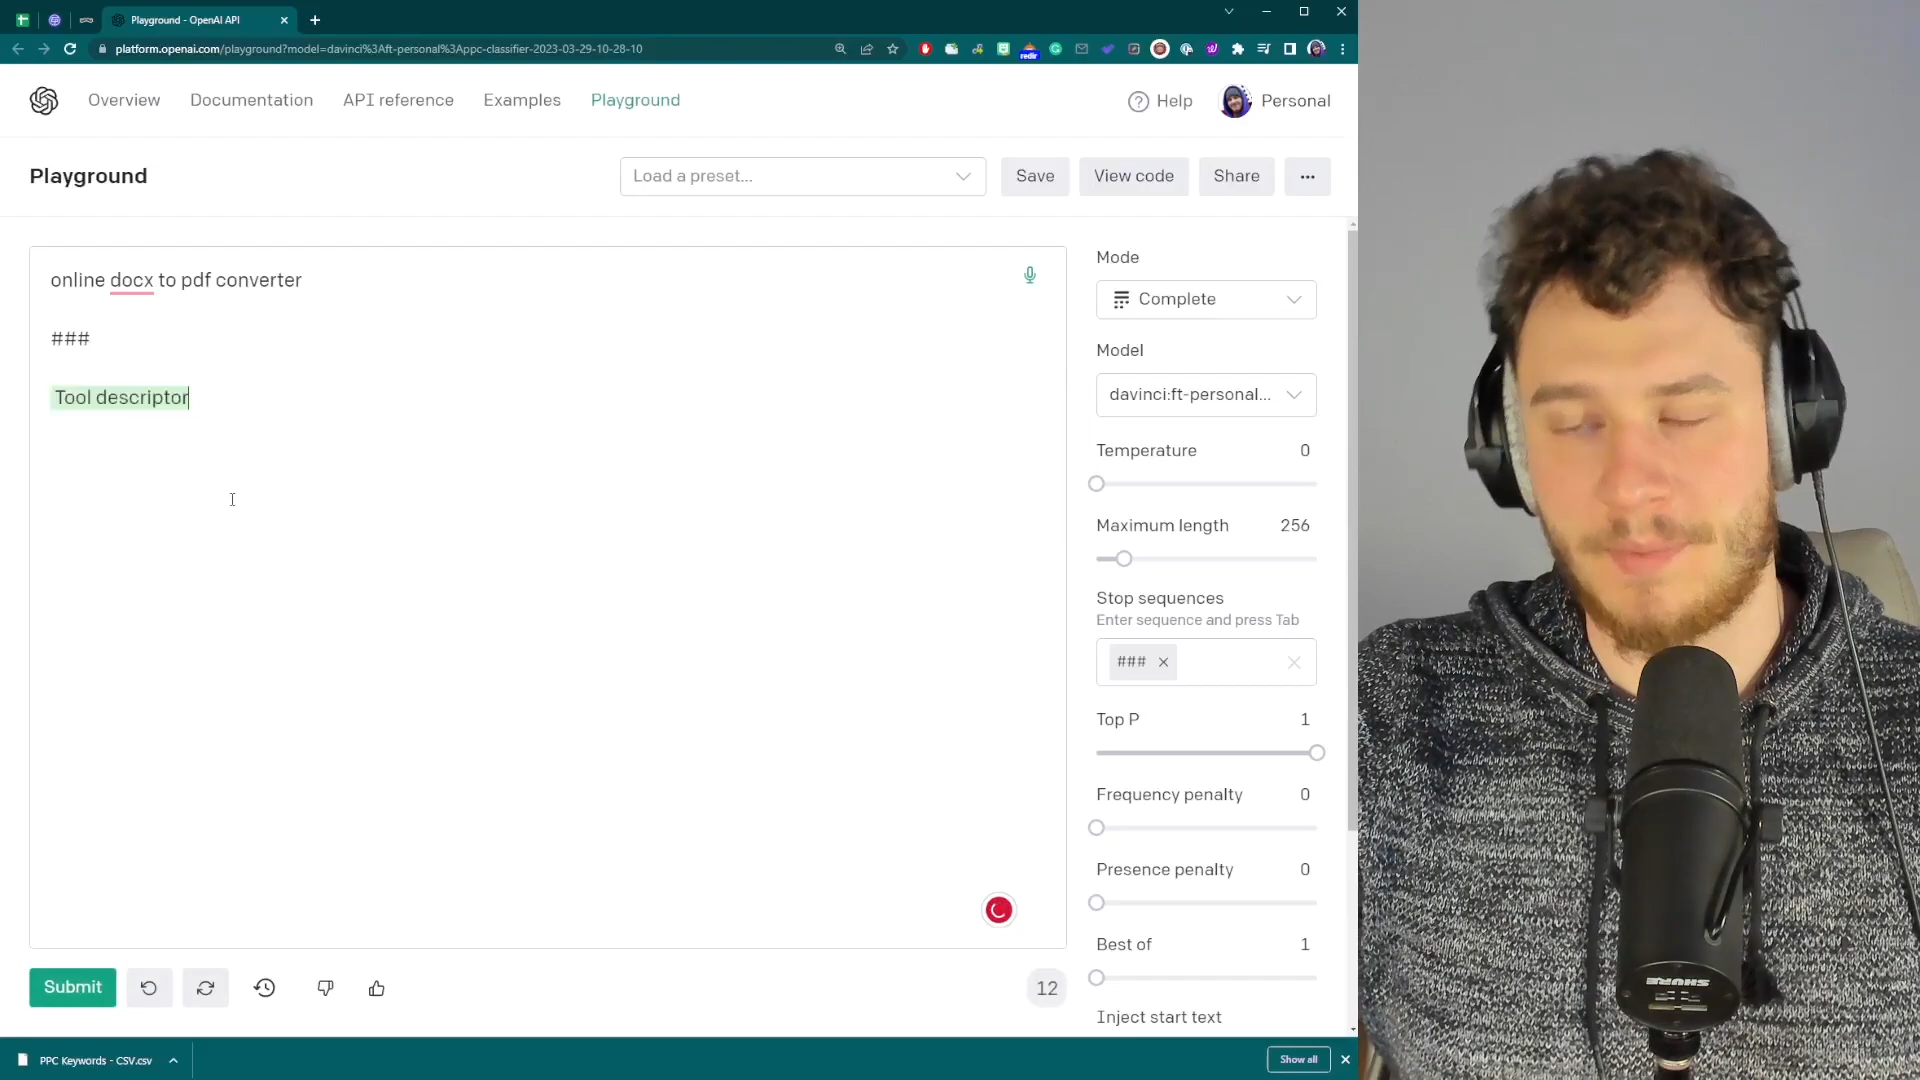 Playground - OpenAI API
platform.openai.com/playground?model=davinci%3Aft-personal%3Appc-classifier-2023-03-29-10-28-10
redir
Overview
Documentation
API reference
Examples
Playground
Help
Personal
Playground
Load a preset...
Save
View code
Share
online docx to pdf converter
###
Tool descriptor
Mode
Complete
Model
davinci:ft-personal...
Temperature 0
Maximum length 256
Stop sequences
Enter sequence and press Tab
###
Top P 1
Frequency penalty 0
Presence penalty 0
Best of 1
Inject start text
Submit
12
PPC Keywords - CSV.csv
Show all
SHURE